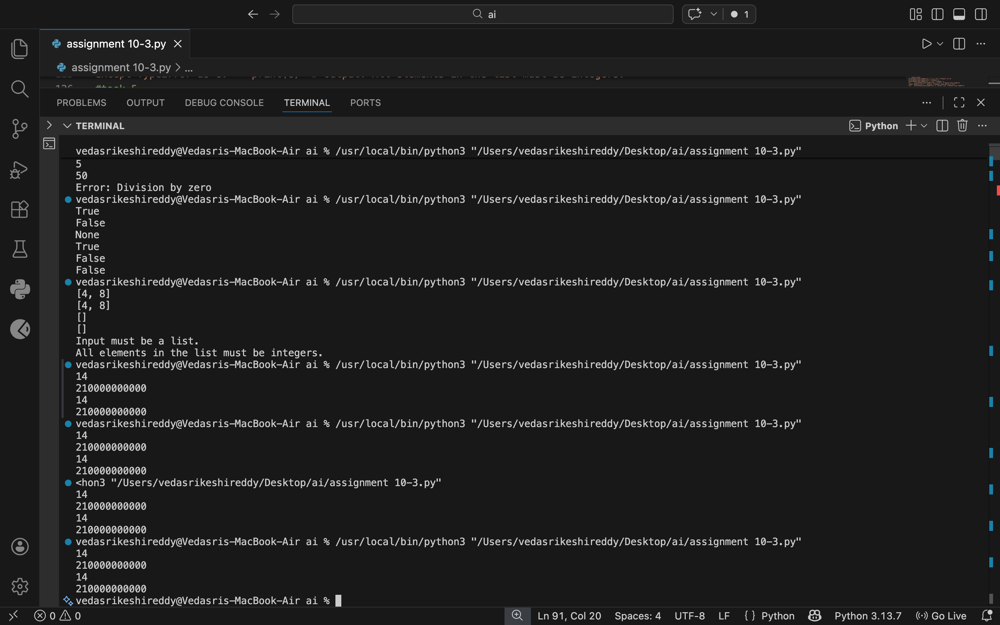 ai
1
assignment 10-3.py
assignment 10-3.py > ...
PROBLEMS OUTPUT DEBUG CONSOLE TERMINAL PORTS
TERMINAL
Python
vedasrikeshireddy@Vedasris-MacBook-Air ai % /usr/local/bin/python3 "/Users/vedasrikeshireddy/Desktop/ai/assignment 10-3.py"
5
50
Error: Division by zero
vedasrikeshireddy@Vedasris-MacBook-Air ai % /usr/local/bin/python3 "/Users/vedasrikeshireddy/Desktop/ai/assignment 10-3.py"
True
False
None
True
False
False
vedasrikeshireddy@Vedasris-MacBook-Air ai % /usr/local/bin/python3 "/Users/vedasrikeshireddy/Desktop/ai/assignment 10-3.py"
[4, 8]
[4, 8]
[]
[]
Input must be a list.
All elements in the list must be integers.
vedasrikeshireddy@Vedasris-MacBook-Air ai % /usr/local/bin/python3 "/Users/vedasrikeshireddy/Desktop/ai/assignment 10-3.py"
14
210000000000
14
210000000000
vedasrikeshireddy@Vedasris-MacBook-Air ai % /usr/local/bin/python3 "/Users/vedasrikeshireddy/Desktop/ai/assignment 10-3.py"
14
210000000000
14
210000000000
<hon3 "/Users/vedasrikeshireddy/Desktop/ai/assignment 10-3.py"
14
210000000000
14
210000000000
vedasrikeshireddy@Vedasris-MacBook-Air ai % /usr/local/bin/python3 "/Users/vedasrikeshireddy/Desktop/ai/assignment 10-3.py"
14
210000000000
14
210000000000
vedasrikeshireddy@Vedasris-MacBook-Air ai %
0 0 Ln 91, Col 20 Spaces: 4 UTF-8 LF {} Python Python 3.13.7 Go Live